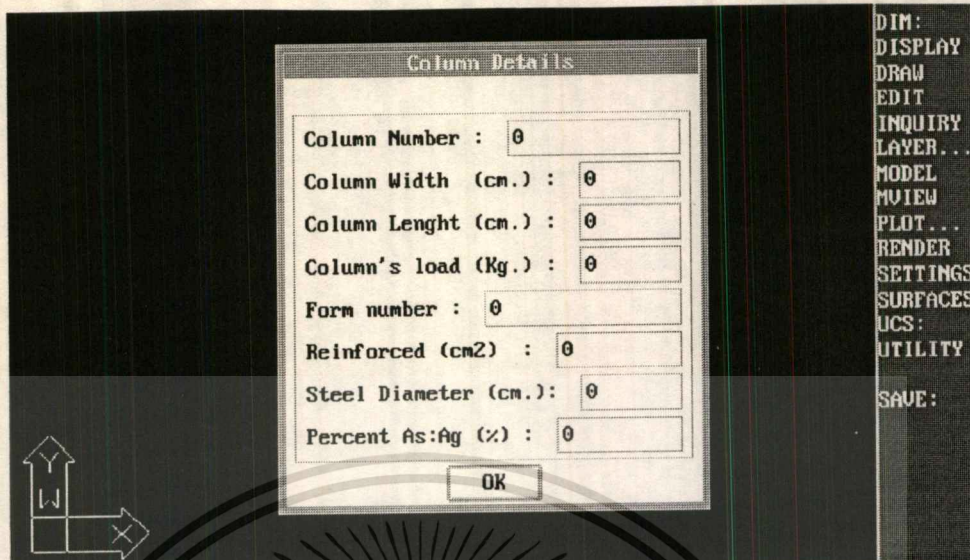 Column Details
Column Number : 0
Column Width (cm.) : 0
Column Lenght (cm.) : 0
Column's load (Kg.) : 0
Form number : 0
Reinforced (cm2) : 0
Steel Diameter (cm.): 0
Percent As:Ag (%) : 0
OK
DIM:
DISPLAY
DRAW
EDIT
INQUIRY
LAYER...
MODEL
MVIEW
PLOT...
RENDER
SETTINGS
SURFACES
UCS:
UTILITY
SAVE:
Y
W
X